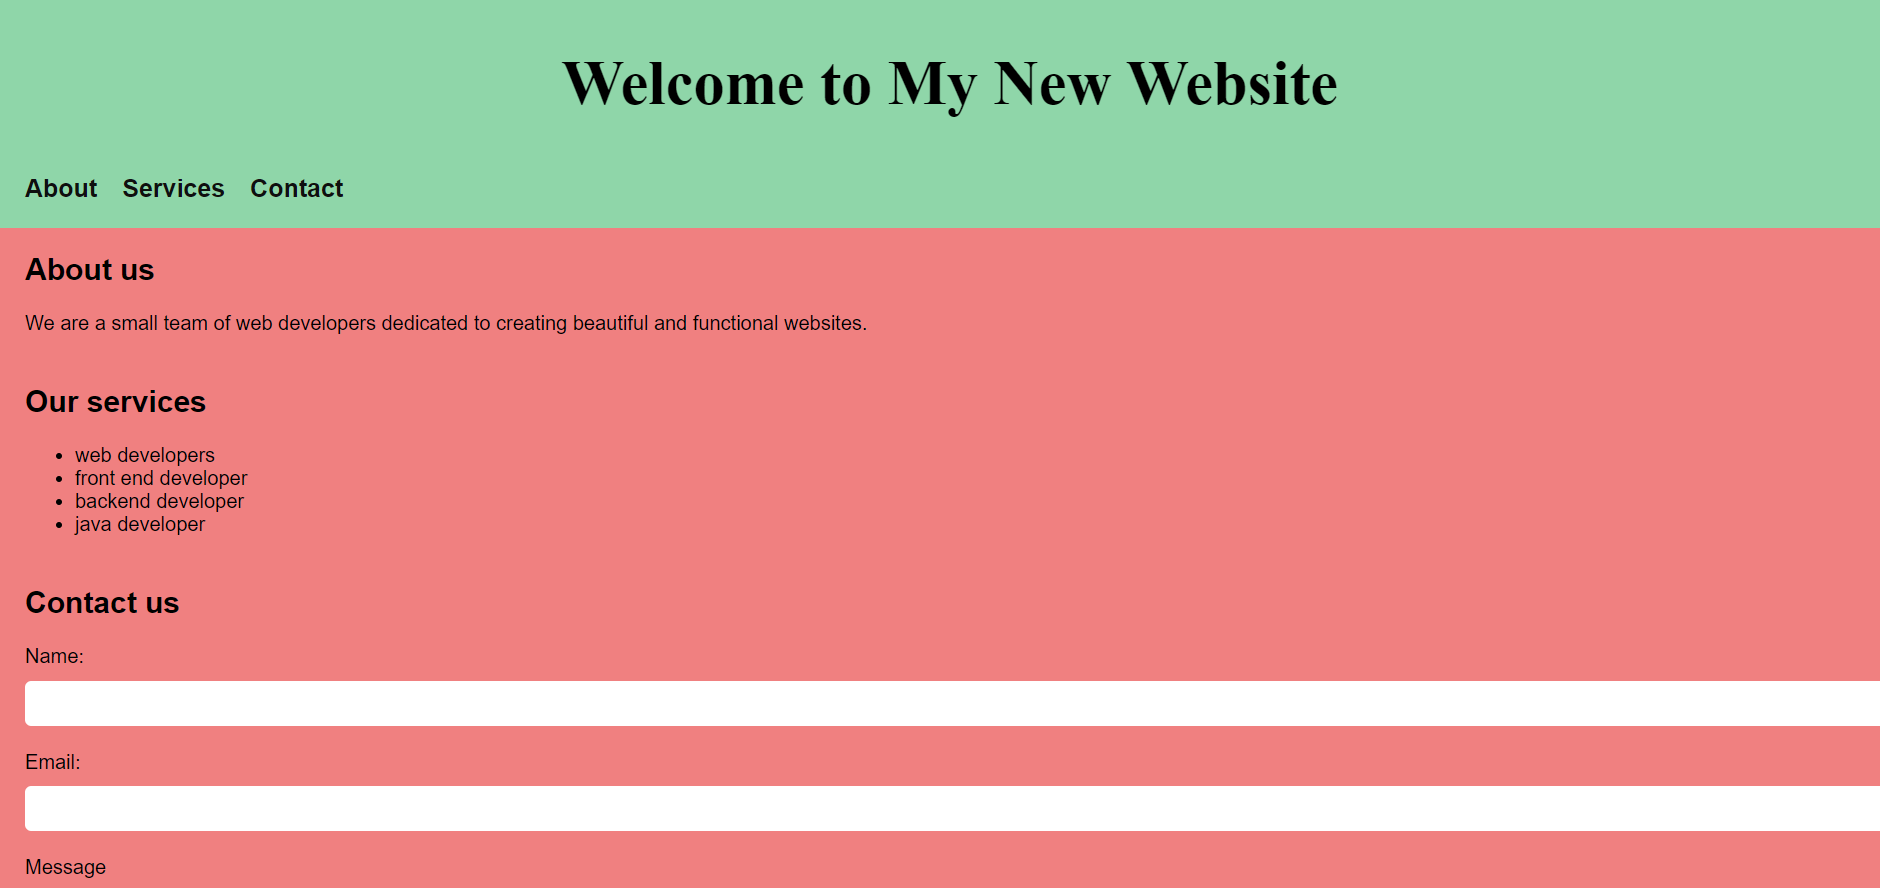 Welcome to My New Website
About Services Contact
About us
We are a small team of web developers dedicated to creating beautiful and functional websites.
Our services
• web developers
• front end developer
• backend developer
• java developer
Contact us
Name:
Email:
Message